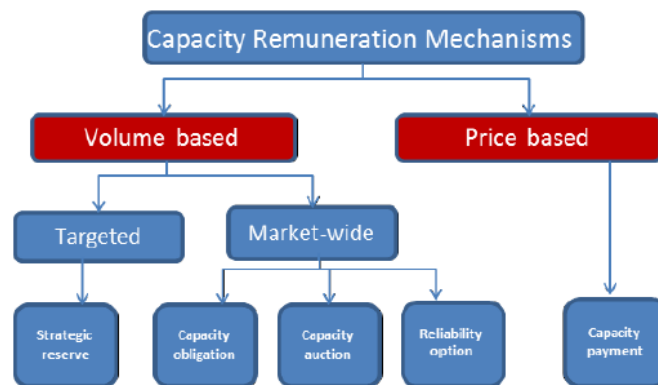 Capacity Remuneration Mechanisms
Volume based
Price based
Targeted
Market-wide
Strategic
reserve
Capacity
obligation
Capacity
auction
Reliability
option
Capacity
payment